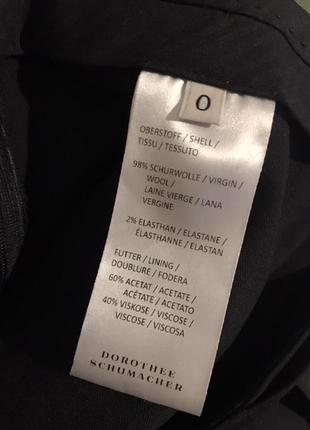 0
OBERSTOFF / SHELL /
TISSU / TESSUTO
98% SCHURWOLLE / VIRGIN /
WOOL /
LAINE VIERGE / LANA
VERGINE
2% ELASTHAN / ELASTANE /
ÉLASTHANNE / ELASTAN
FUTTER / LINING /
DOUBLURE / FODERA
60% ACETAT / ACETATE /
ACÉTATE / ACETATO
40% VISKOSE / VISCOSE /
VISCOSE / VISCOSA
DOROTHEE
SCHUMACHER